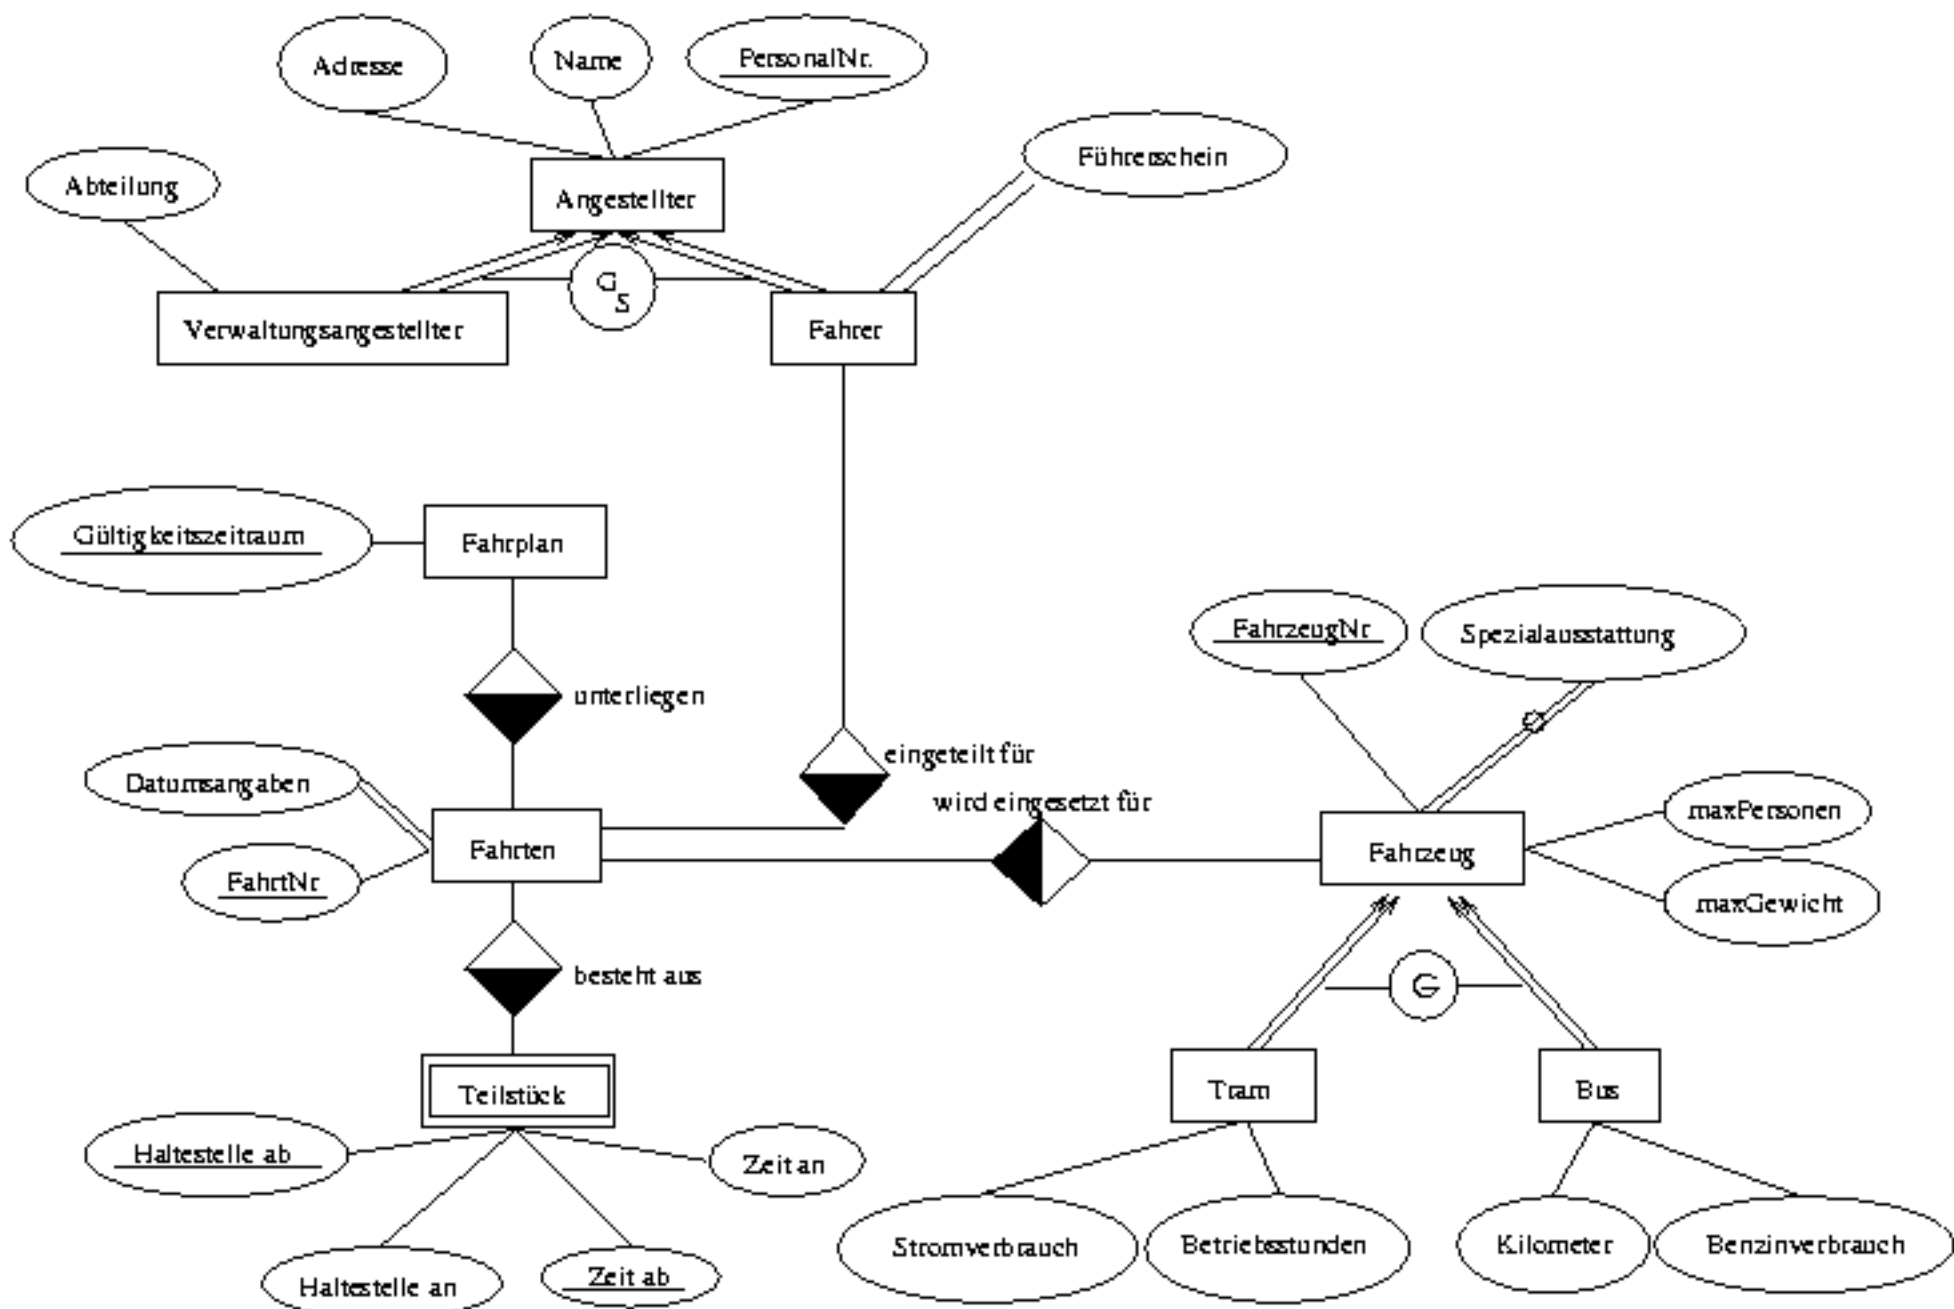 Adresse
Name
PersonalNr.
Führerschein
Abteilung
Angestellter
G
S
Verwaltungsangestellter
Fahrer
Gültigkeitszeitraum
Fahrplan
FahrzeugNr
Spezialausstattung
unterliegen
eingeteilt für
Datumsangaben
wird eingesetzt für
maxPersonen
Fahrten
Fahrzeug
FahrtNr
maxGewicht
besteht aus
G
Teilstück
Tram
Bus
Haltestelle ab
Zeit an
Stromverbrauch
Betriebsstunden
Kilometer
Benzinverbrauch
Haltestelle an
Zeit ab